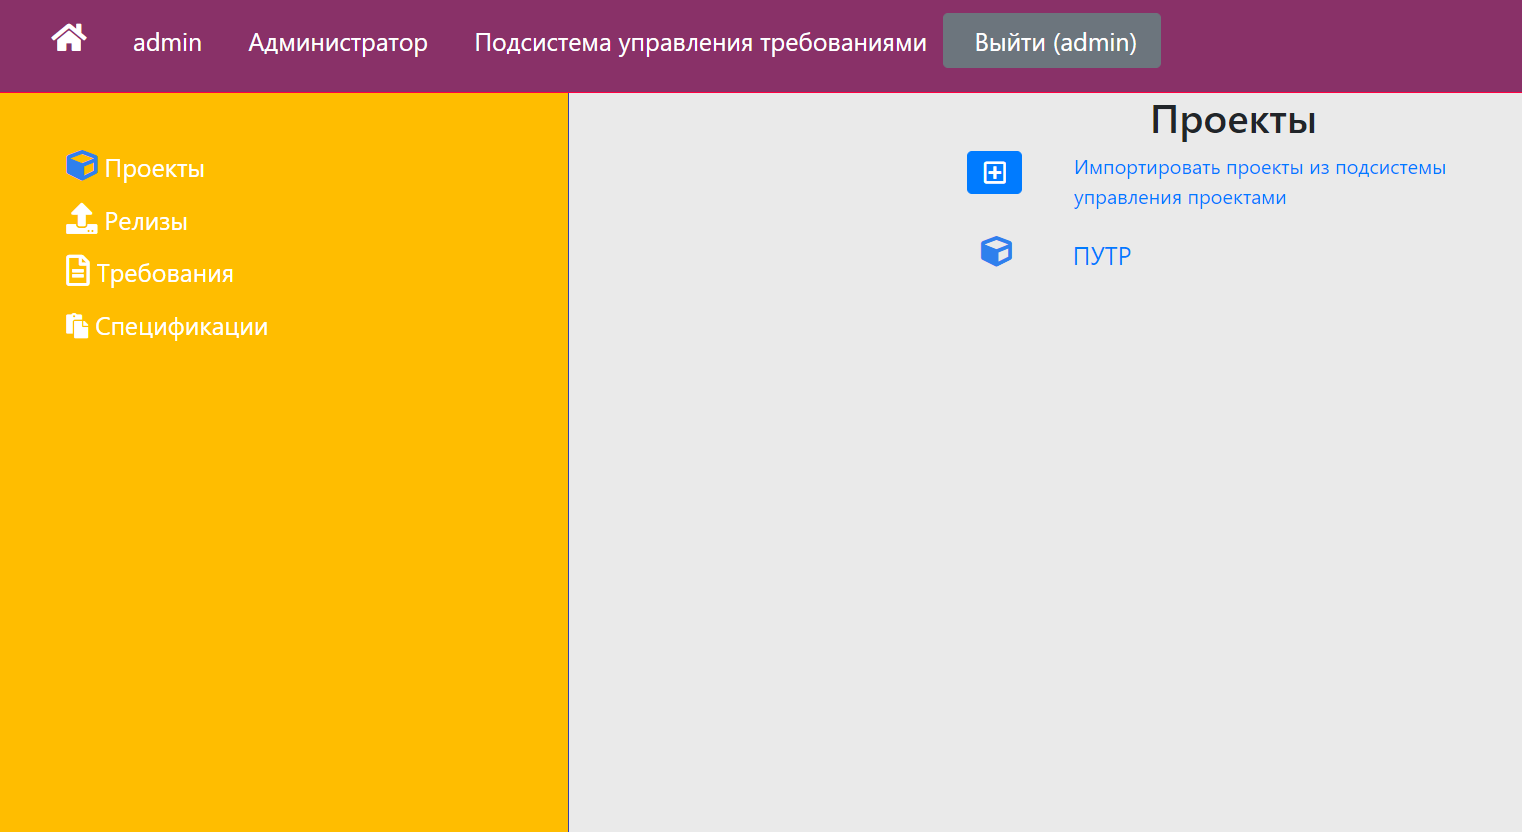 admin Администратор Подсистема управления требованиями Выйти (admin)
Проекты
Релизы
Требования
Спецификации
Проекты
Импортировать проекты из подсистемы
управления проектами
ПУТР